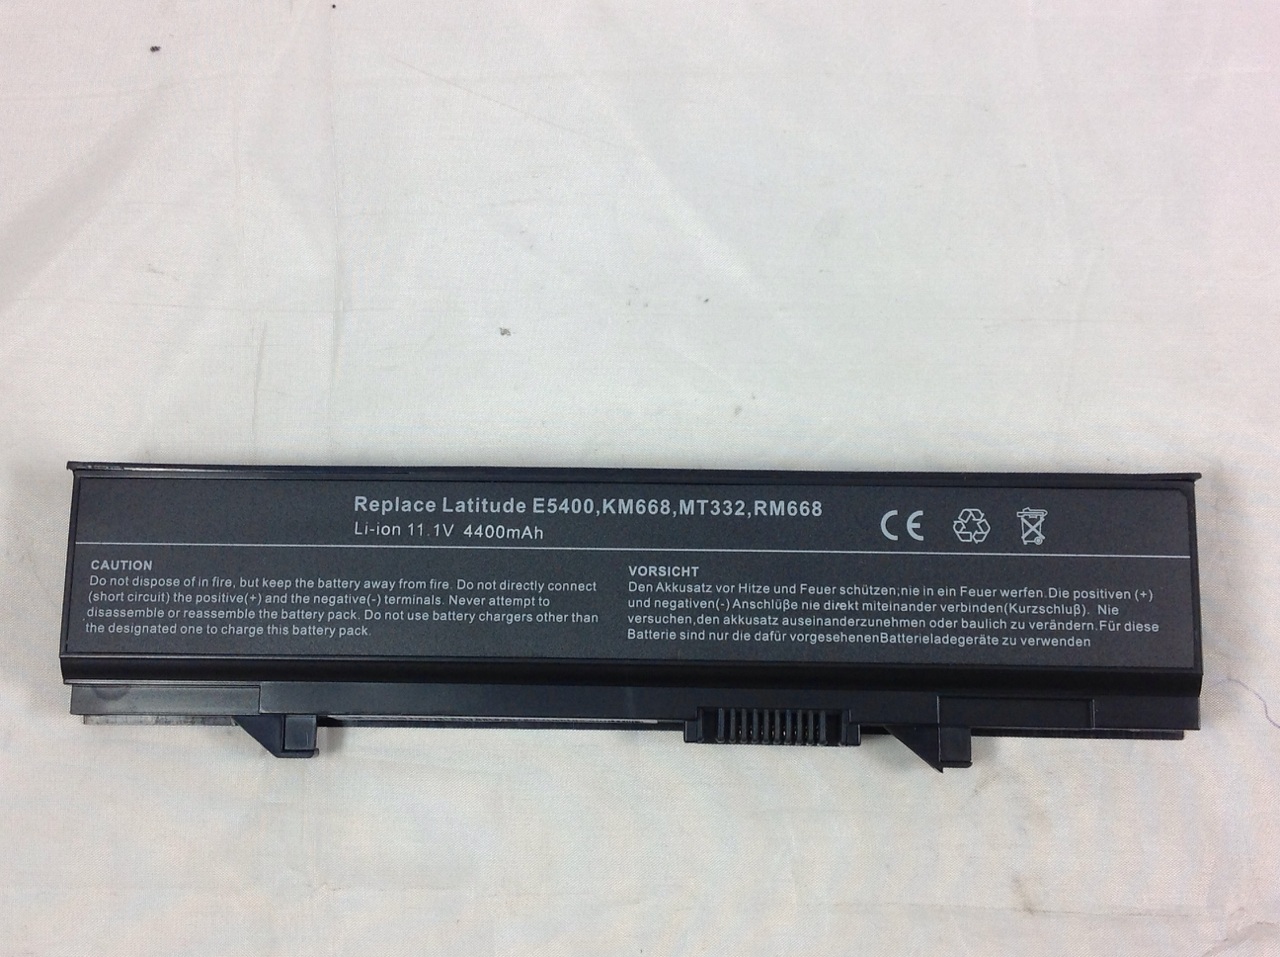 Replace Latitude E5400,KM668,MT332,RM668
Li-ion 11.1V 4400mAh
CE
CAUTION
Do not dispose of in fire, but keep the battery away from fire. Do not directly connect
(short circuit) the positive(+) and the negative(-) terminals. Never attempt to
disassemble or reassemble the battery pack. Do not use battery chargers other than
the designated one to charge this battery pack.
VORSICHT
Den Akkusatz vor Hitze und Feuer schützen;nie in ein Feuer werfen. Die positiven (+)
und negativen(-) Anschlüße nie direkt miteinander verbinden(Kurzschluß). Nie
versuchen,den akkusatz auseinanderzunehmen oder baulich zu verändern. Für diese
Batterie sind nur die dafür vorgesehenenBatterieladegeräte zu verwenden